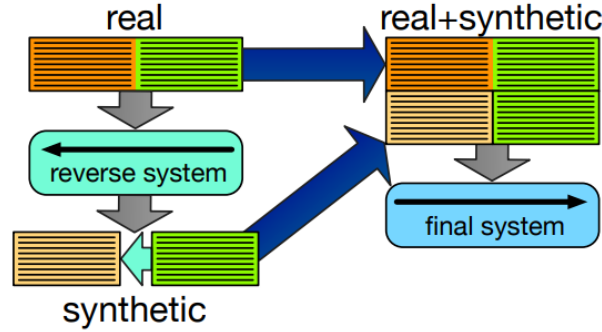 real
real+synthetic
reverse system
final system
synthetic